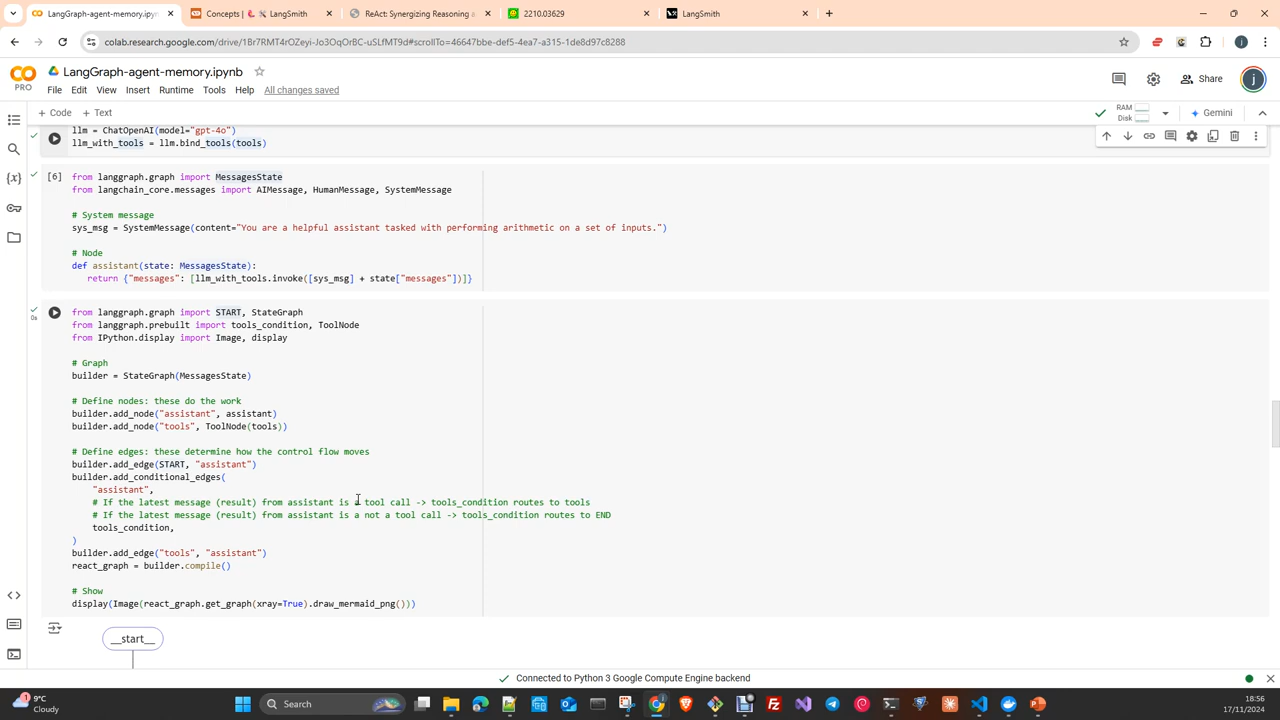 LangGraph-agent-memory.ipynb
Concepts | 🦜🛠️ LangSmith
ReAct: Synergizing Reasoning a
2210.03629
LangSmith
colab.research.google.com/drive/1Br7RMT4rOZeyi-Jo3OqOrBC-uSLfMT9d#scrollTo=46647bbe-def5-4ea7-a315-1de8d97c8288
PRO
LangGraph-agent-memory.ipynb
File Edit View Insert Runtime Tools Help All changes saved
Share
j
+ Code + Text
RAM
Disk
Gemini
llm = ChatOpenAI(model="gpt-4o")
llm_with_tools = llm.bind_tools(tools)
[6] from langgraph.graph import MessagesState
from langchain_core.messages import AIMessage, HumanMessage, SystemMessage
# System message
sys_msg = SystemMessage(content="You are a helpful assistant tasked with performing arithmetic on a set of inputs.")
# Node
def assistant(state: MessagesState):
return {"messages": [llm_with_tools.invoke([sys_msg] + state["messages"])]}
0s
from langgraph.graph import START, StateGraph
from langgraph.prebuilt import tools_condition, ToolNode
from IPython.display import Image, display
# Graph
builder = StateGraph(MessagesState)
# Define nodes: these do the work
builder.add_node("assistant", assistant)
builder.add_node("tools", ToolNode(tools))
# Define edges: these determine how the control flow moves
builder.add_edge(START, "assistant")
builder.add_conditional_edges(
"assistant",
# If the latest message (result) from assistant is a tool call -> tools_condition routes to tools
# If the latest message (result) from assistant is a not a tool call -> tools_condition routes to END
tools_condition,
)
builder.add_edge("tools", "assistant")
react_graph = builder.compile()
# Show
display(Image(react_graph.get_graph(xray=True).draw_mermaid_png()))
__start__
Connected to Python 3 Google Compute Engine backend
9°C
Cloudy
Search
18:56
17/11/2024